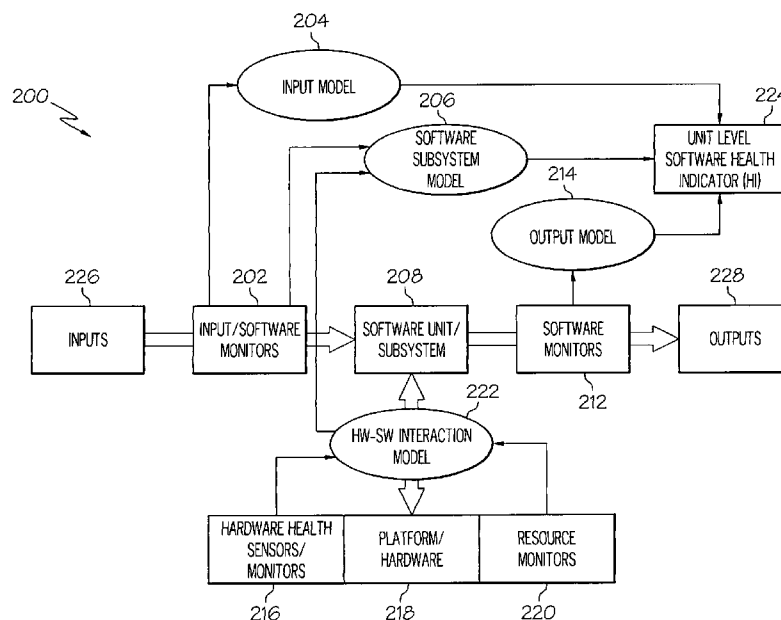 204
INPUT MODEL
200
206
SOFTWARE
SUBSYSTEM
MODEL
224
UNIT LEVEL
SOFTWARE HEALTH
INDICATOR (HI)
214
OUTPUT MODEL
226
INPUTS
202
INPUT/SOFTWARE
MONITORS
208
SOFTWARE UNIT/
SUBSYSTEM
SOFTWARE
MONITORS
212
228
OUTPUTS
222
HW-SW INTERACTION
MODEL
HARDWARE HEALTH
SENSORS/
MONITORS
216
PLATFORM/
HARDWARE
218
RESOURCE
MONITORS
220